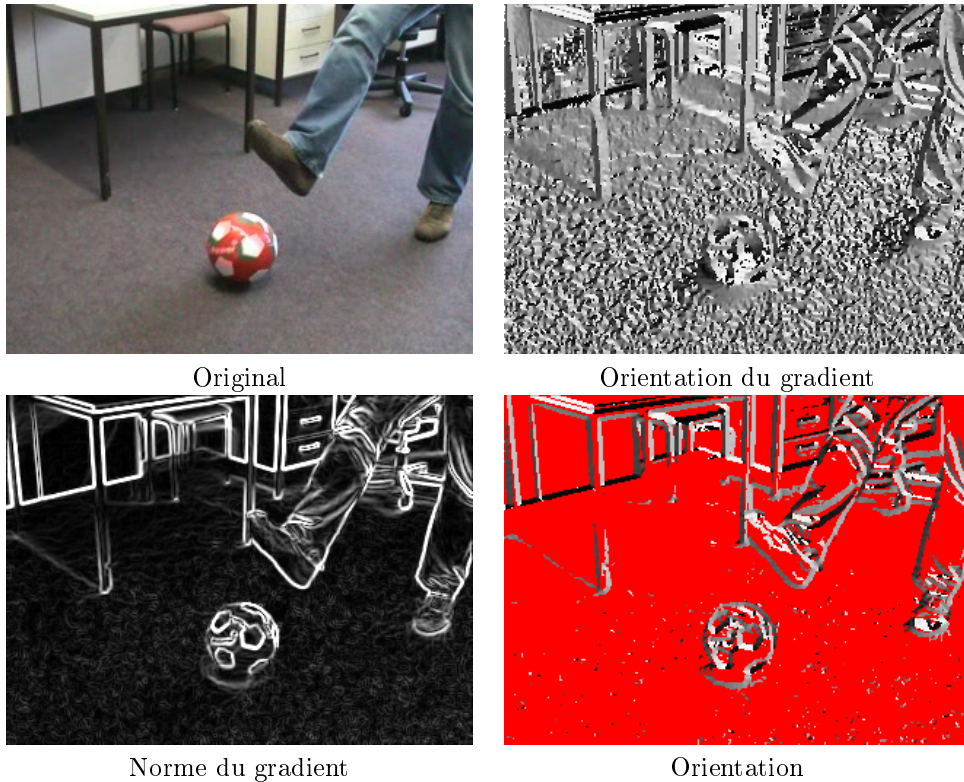 Original
Orientation du gradient
Norme du gradient
Orientation